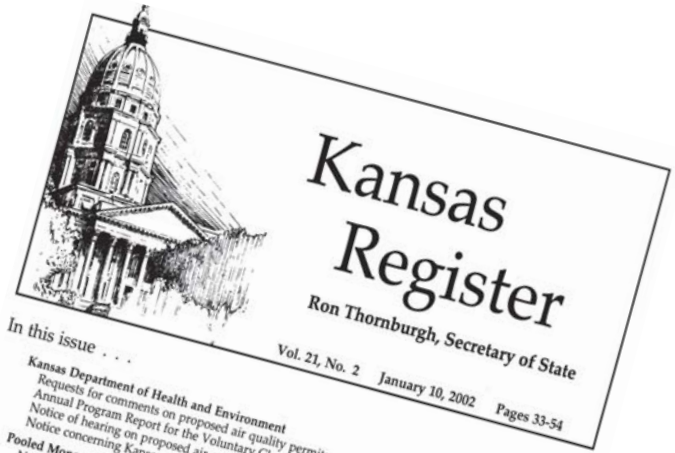 Kansas
Register
Ron Thornburgh, Secretary of State
Vol. 21, No. 2 January 10, 2002 Pages 33-54
In this issue . . .
Kansas Department of Health and Environment
Requests for comments on proposed air quality permit
Annual Program Report for the Voluntary
Notice of hearing on proposed air
Notice concerning
Pooled